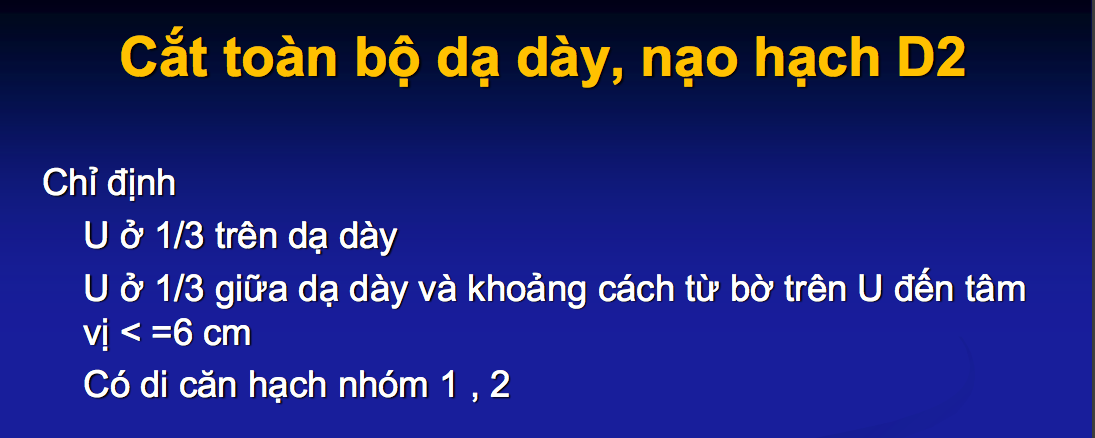 Cắt toàn bộ dạ dày, nạo hạch D2
Chỉ định
U ở 1/3 trên dạ dày
U ở 1/3 giữa dạ dày và khoảng cách từ bờ trên U đến tâm
vị < =6 cm
Có di căn hạch nhóm 1 , 2